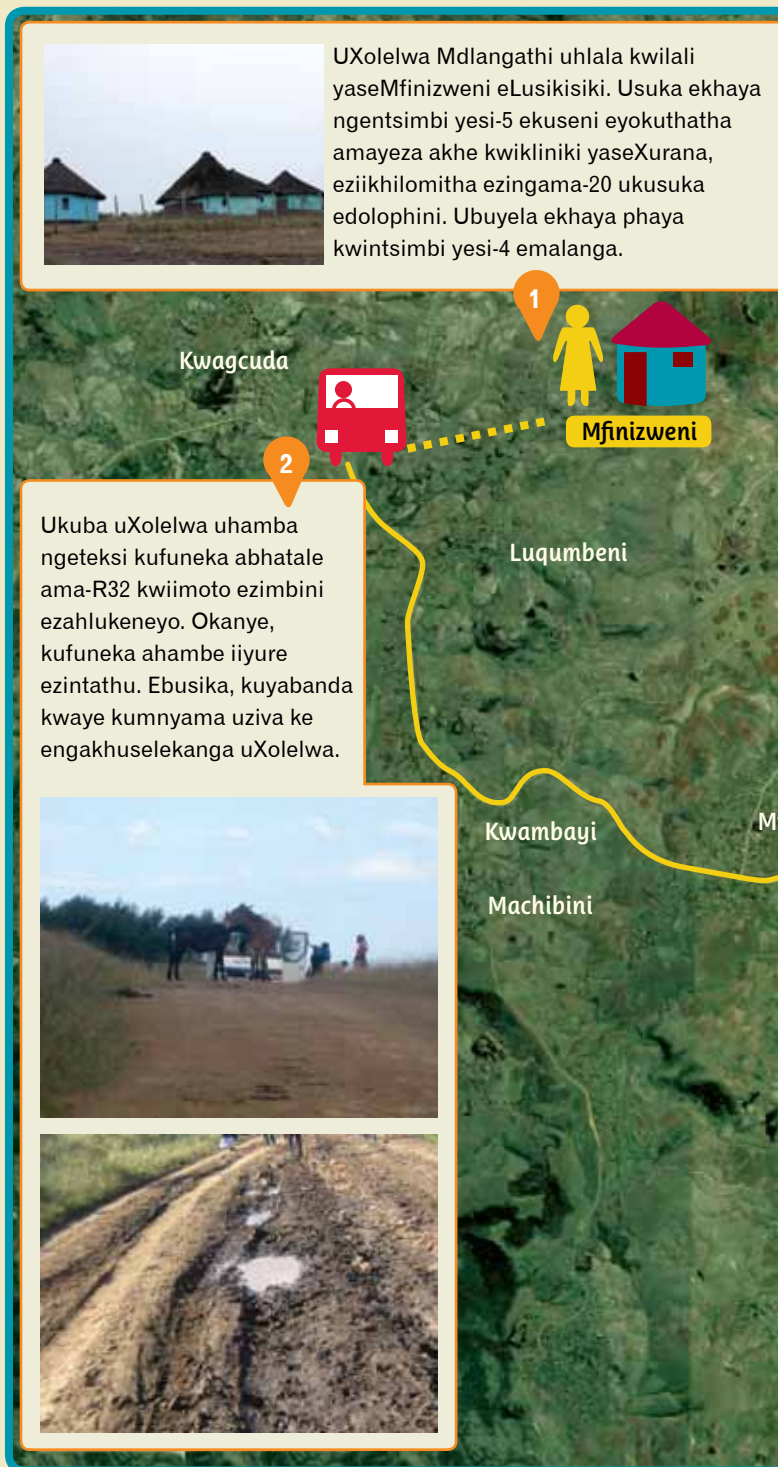 UXolelwa Mdlangathi uhlala kwilali
yaseMfinizweni eLusikisiki. Usuka ekhaya
ngentsimbi yesi-5 ekuseni eyokuthatha
amayeza akhe kwikliniki yaseXurana,
eziikhilomitha ezingama-20 ukusuka
edolophini. Ubuyela ekhaya phaya
kwintsimbi yesi-4 emalanga.
1
Kwagcuda
Mfinizweni
2
Ukuba uXolelwa uhamba
ngeteksi kufuneka abhatale
ama-R32 kwiimoto ezimbini
ezahlukeneyo. Okanye,
kufuneka ahambe iiyure
ezintathu. Ebusika, kuyabanda
kwaye kumnyama uziva ke
engakhuselekanga uXolelwa.
Luqumbeni
Kwambayi
Machibini